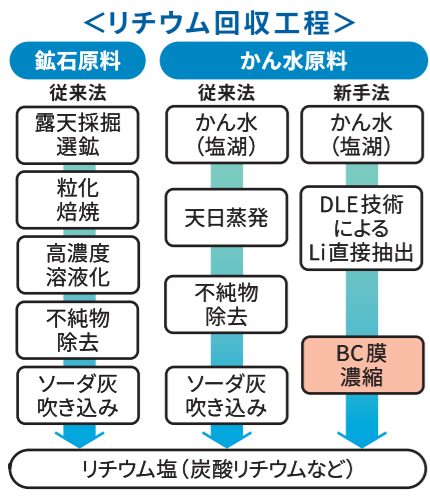 ＜リチウム回収工程＞
鉱石原料
かん水原料
従来法
従来法
新手法
露天採掘
選鉱
粒化
焙焼
高濃度
溶液化
不純物
除去
ソーダ灰
吹き込み
かん水
（塩湖）
天日蒸発
不純物
除去
ソーダ灰
吹き込み
かん水
（塩湖）
DLE技術
による
Li直接抽出
BC膜
濃縮
リチウム塩（炭酸リチウムなど）